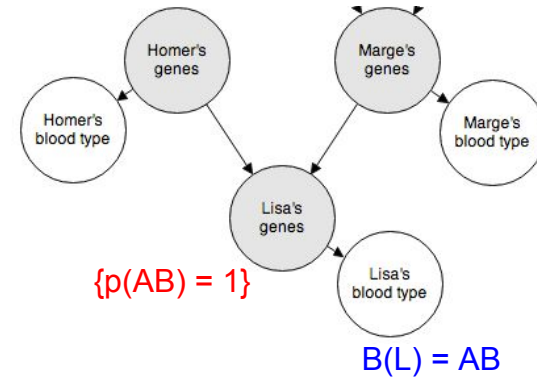 Homer's
genes
Marge's
genes
Homer's
blood type
Marge's
blood type
Lisa's
genes
{p(AB) = 1}
Lisa's
blood type
B(L) = AB